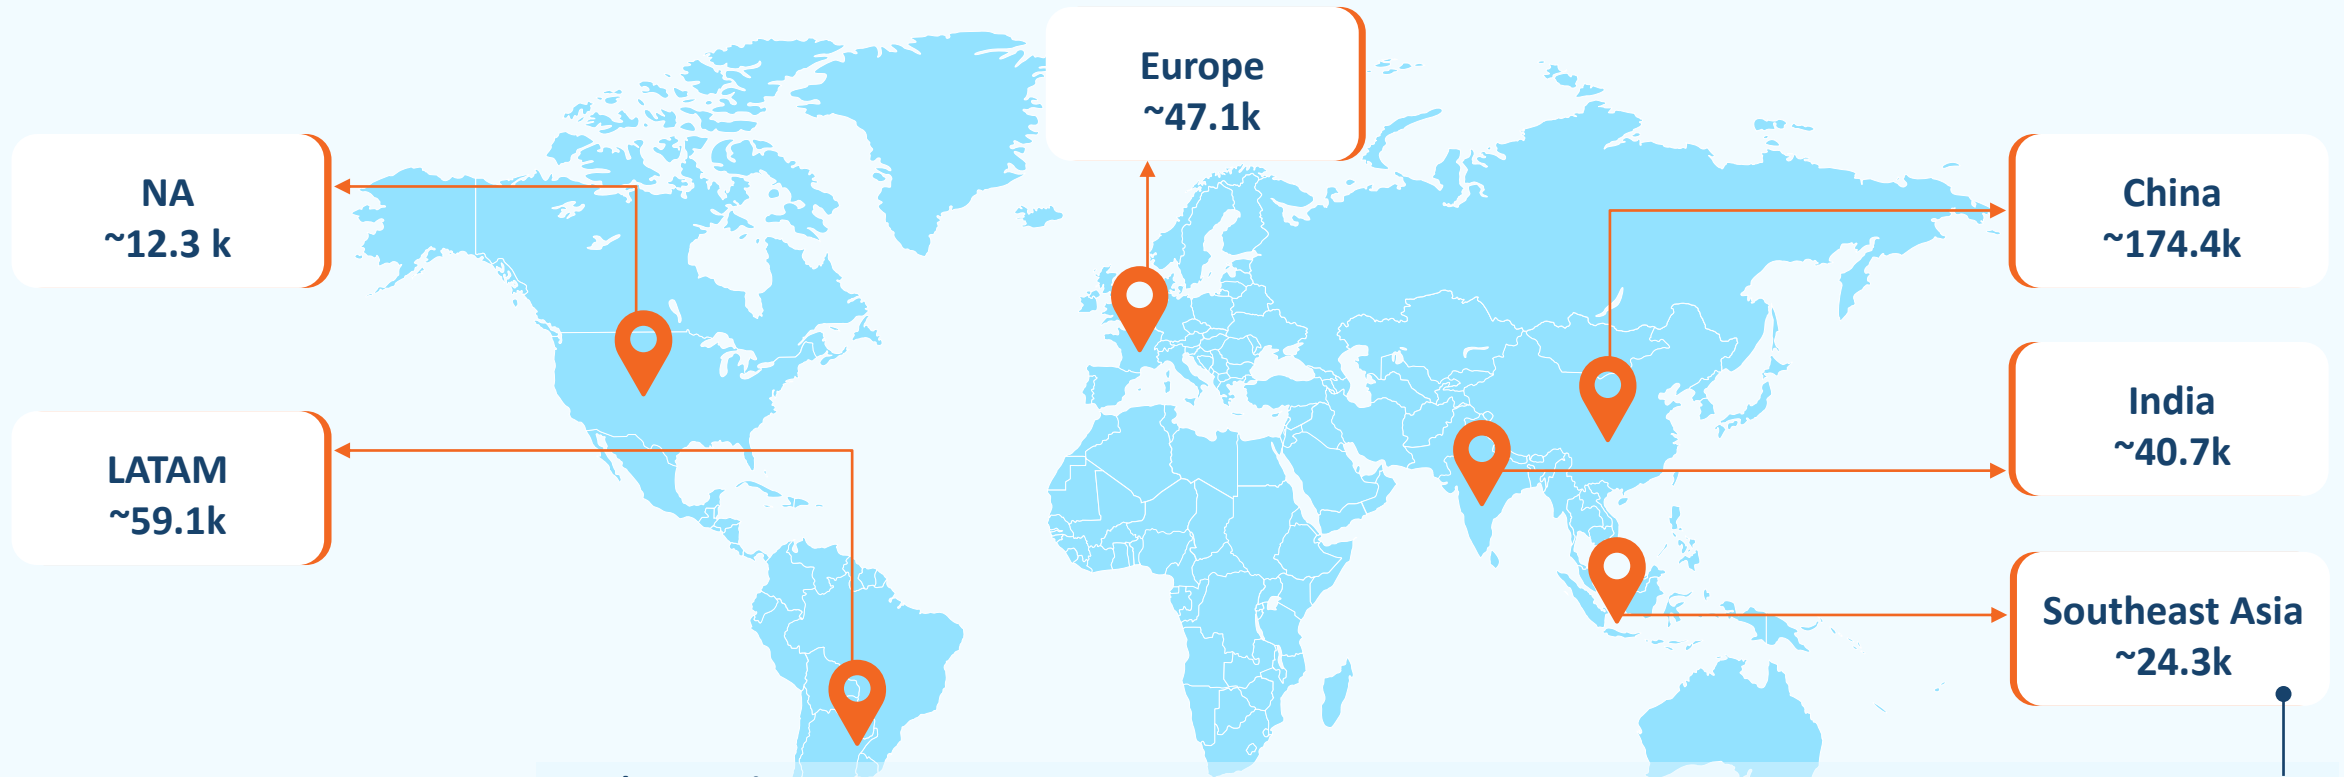 Europe
~47.1k
NA
~12.3 k
China
~174.4k
India
~40.7k
LATAM
~59.1k
Southeast Asia
~24.3k